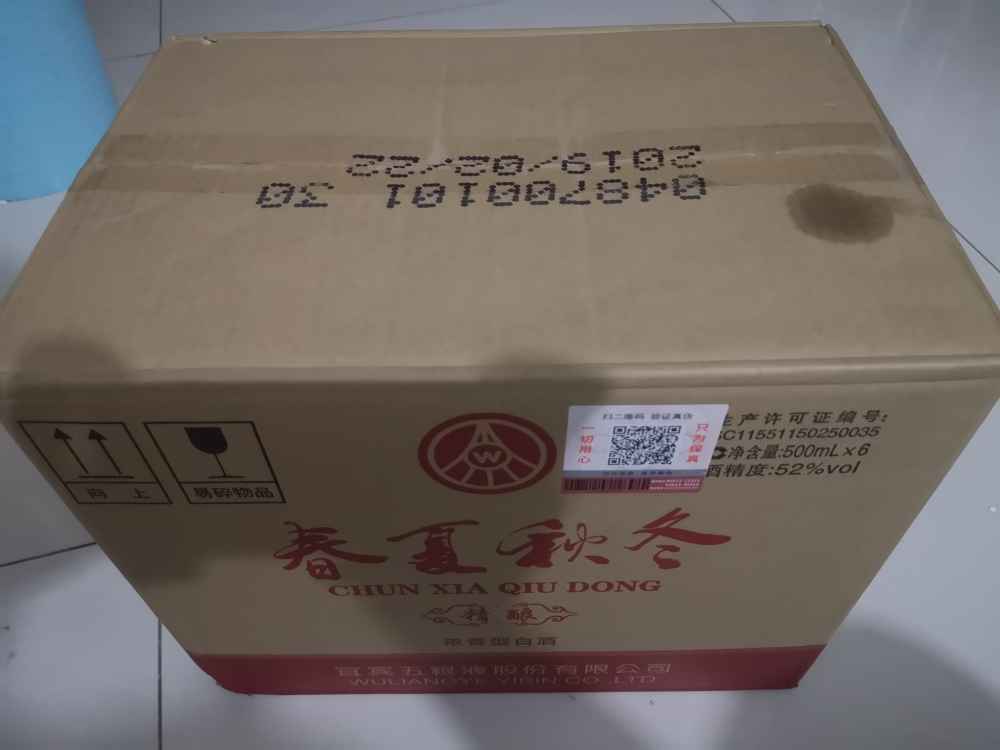 048700101 30
2019/02/22
扫二维码 验证真伪
一切用心
只为保真
生产许可证编号:
SC11551150250035
净含量:500mL×6
酒精度:52%vol
向 上
易碎物品
W
春夏秋冬
CHUN XIA QIU DONG
精酿
浓香型白酒
宜宾五粮液股份有限公司
WULIANGYE YIBIN CO.,LTD